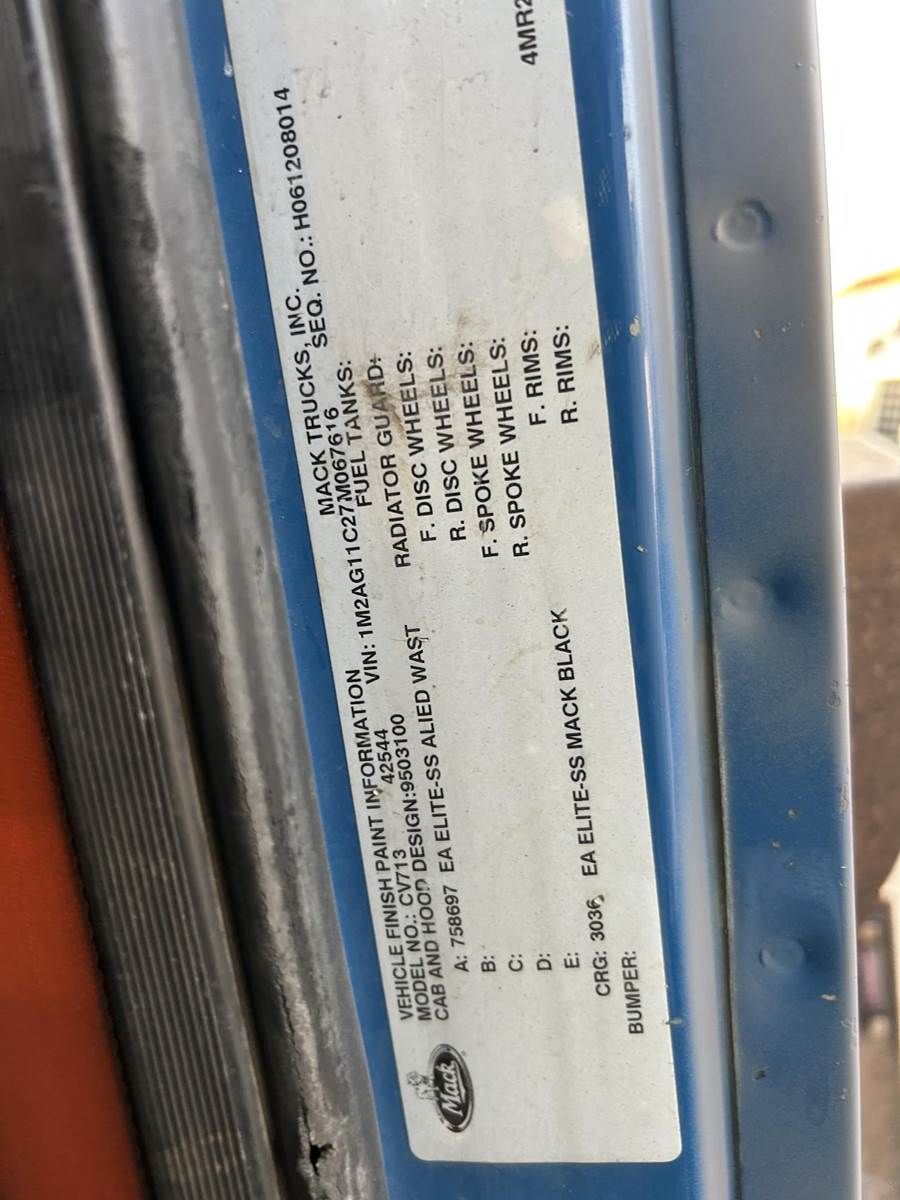 Mack
VEHICLE FINISH PAINT INFORMATION MACK TRUCKS, INC.
MODEL NO.: CV713 42544 VIN: 1M2AG11C27M067616 SEQ. NO.: H061208014
CAB AND HOOD DESIGN:9503100 FUEL TANKS:
A: 758697 EA ELITE-SS ALIED WAST RADIATOR GUARD:
B: F. DISC WHEELS:
C: R. DISC WHEELS:
D: F. SPOKE WHEELS:
E: R. SPOKE WHEELS:
CRG: 3036 EA ELITE-SS MACK BLACK F. RIMS:
BUMPER: R. RIMS:
4MR2